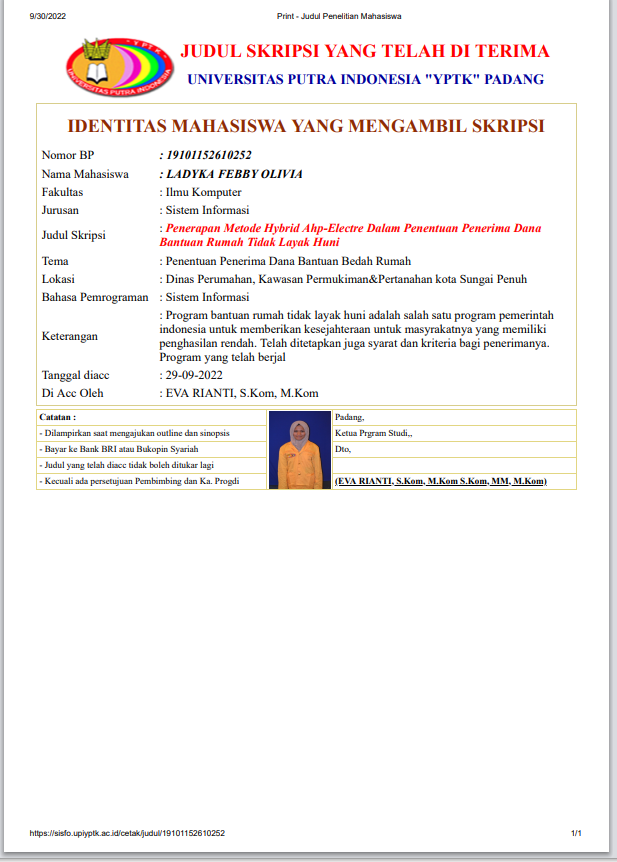 9/30/2022 Print - Judul Penelitian Mahasiswa
"YPTK"
UNIVERSITAS PUTRA INDONESIA
JUDUL SKRIPSI YANG TELAH DI TERIMA
UNIVERSITAS PUTRA INDONESIA "YPTK" PADANG
IDENTITAS MAHASISWA YANG MENGAMBIL SKRIPSI
Nomor BP : 19101152610252
Nama Mahasiswa : LADYKA FEBBY OLIVIA
Fakultas : Ilmu Komputer
Jurusan : Sistem Informasi
Judul Skripsi : Penerapan Metode Hybrid Ahp-Electre Dalam Penentuan Penerima Dana
Bantuan Rumah Tidak Layak Huni
Tema : Penentuan Penerima Dana Bantuan Bedah Rumah
Lokasi : Dinas Perumahan, Kawasan Permukiman&Pertanahan kota Sungai Penuh
Bahasa Pemrograman : Sistem Informasi
Keterangan : Program bantuan rumah tidak layak huni adalah salah satu program pemerintah
indonesia untuk memberikan kesejahteraan untuk masyrakatnya yang memiliki
penghasilan rendah. Telah ditetapkan juga syarat dan kriteria bagi penerimanya.
Program yang telah berjal
Tanggal diacc : 29-09-2022
Di Acc Oleh : EVA RIANTI, S.Kom, M.Kom
Catatan :
- Dilampirkan saat mengajukan outline dan sinopsis
- Bayar ke Bank BRI atau Bukopin Syariah
- Judul yang telah diacc tidak boleh ditukar lagi
- Kecuali ada persetujuan Pembimbing dan Ka. Progdi
Padang,
Ketua Prgram Studi,,
Dto,
(EVA RIANTI, S.Kom, M.Kom S.Kom, MM, M.Kom)
https://sisfo.upiyptk.ac.id/cetak/judul/19101152610252 1/1